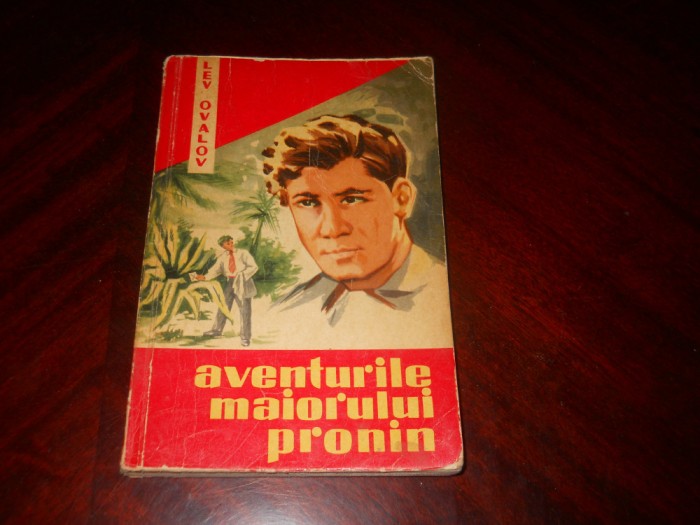 LEV OVALOV
aventurile
maiorului
pronin